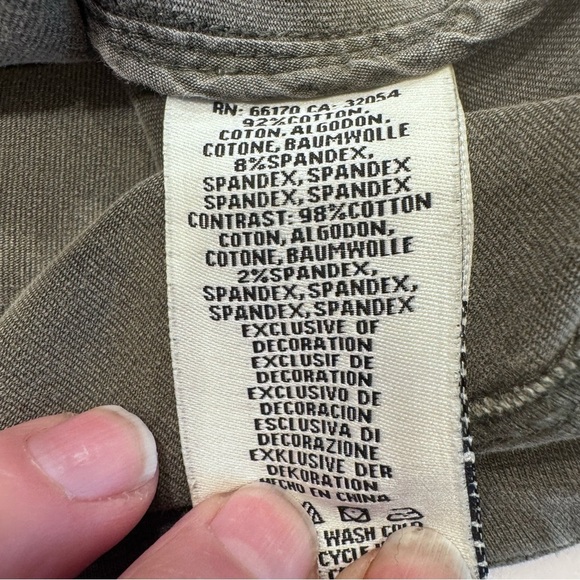 RN: 66170 CA: 32054
92%COTTON,
COTON, ALGODON,
COTONE, BAUMWOLLE
8%SPANDEX,
SPANDEX, SPANDEX,
SPANDEX, SPANDEX
CONTRAST: 98%COTTON
COTON, ALGODON,
COTONE, BAUMWOLLE
2%SPANDEX,
SPANDEX, SPANDEX,
SPANDEX, SPANDEX
EXCLUSIVE OF
DECORATION
EXCLUSIF DE
DECORATION
EXCLUSIVO DE
DECORACION
ESCLUSIVA DI
DECORAZIONE
EXKLUSIVE DER
DEKORATION
HECHO EN CHINA
WASH COLD
CYCLE